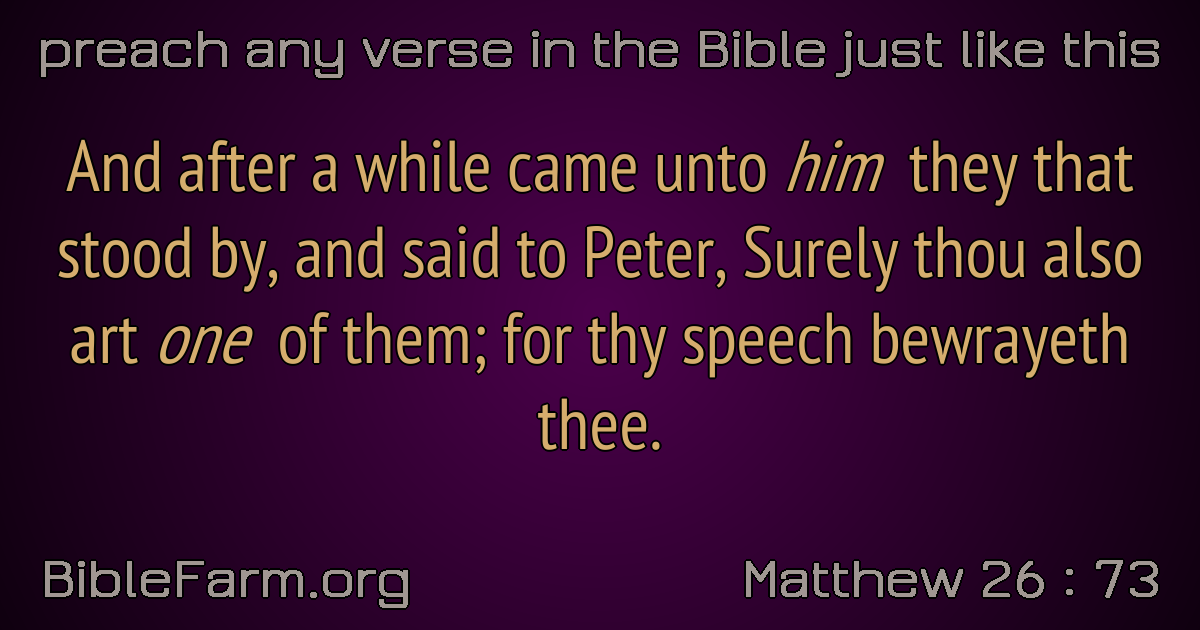 preach any verse in the Bible just like this
And after a while came unto him they that
stood by, and said to Peter, Surely thou also
art one of them; for thy speech bewrayeth
thee.
BibleFarm.org
Matthew 26 : 73